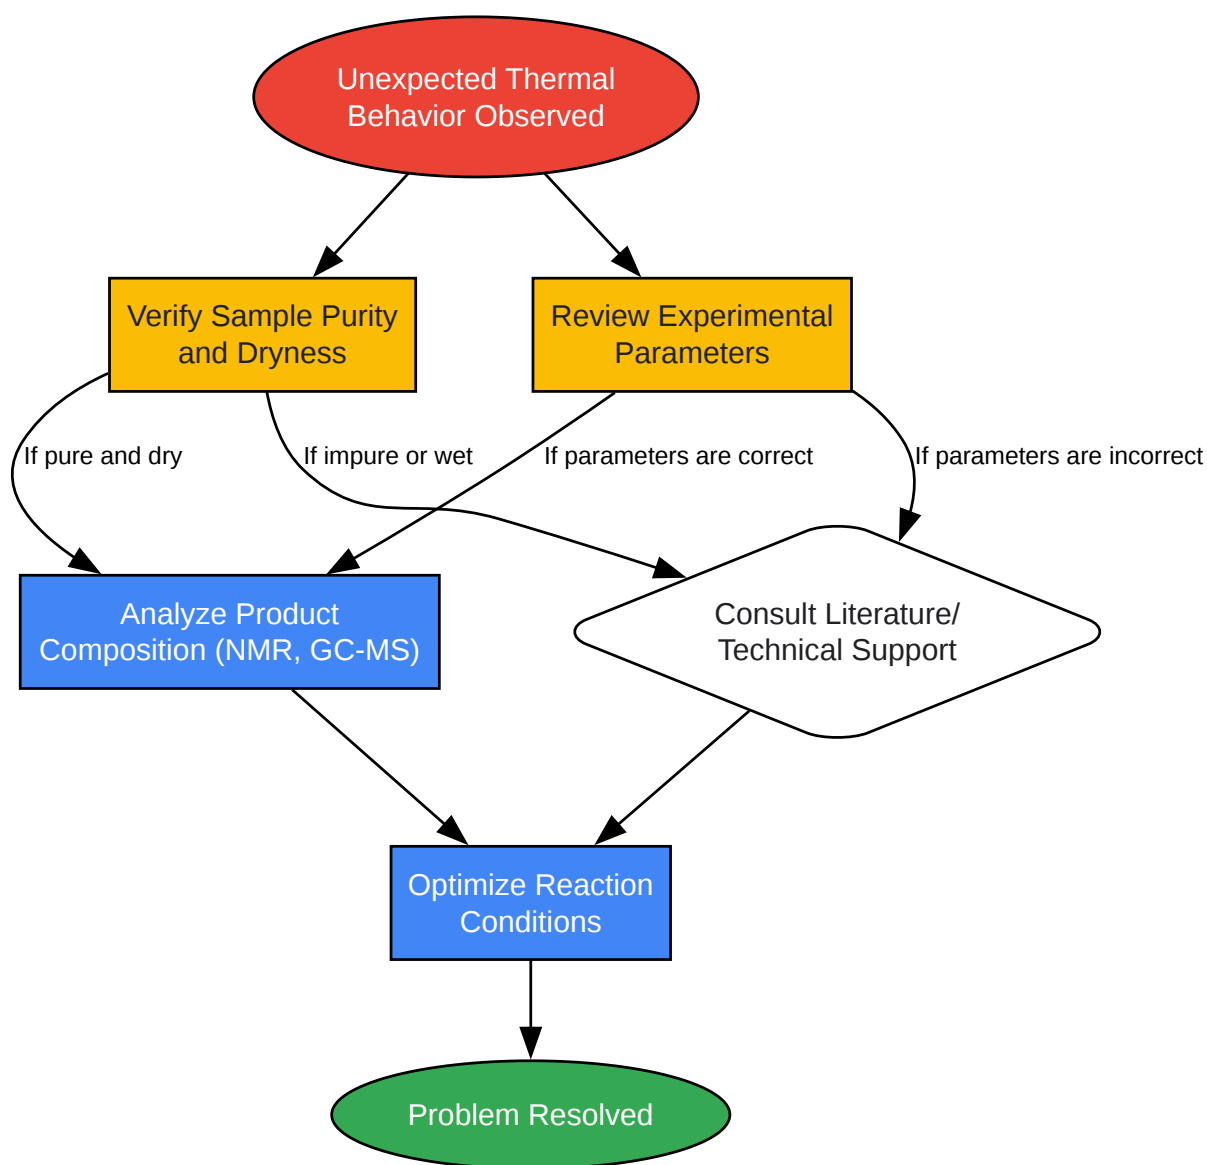 Unexpected Thermal
Behavior Observed
Verify Sample Purity
and Dryness
Review Experimental
Parameters
If pure and dry
If impure or wet
If parameters are correct
If parameters are incorrect
Analyze Product
Composition (NMR, GC-MS)
Consult Literature/
Technical Support
Optimize Reaction
Conditions
Problem Resolved